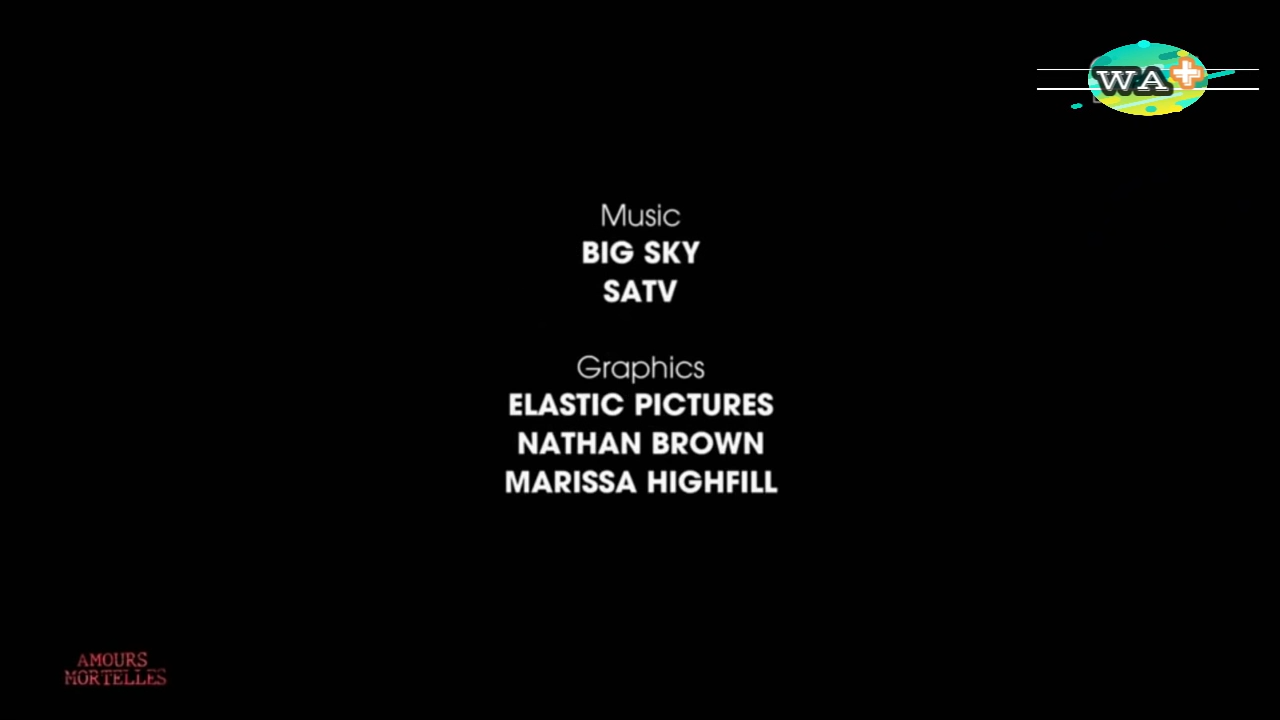 WA+
Music
BIG SKY
SATV
Graphics
ELASTIC PICTURES
NATHAN BROWN
MARISSA HIGHFILL
AMOURS
MORTELLES